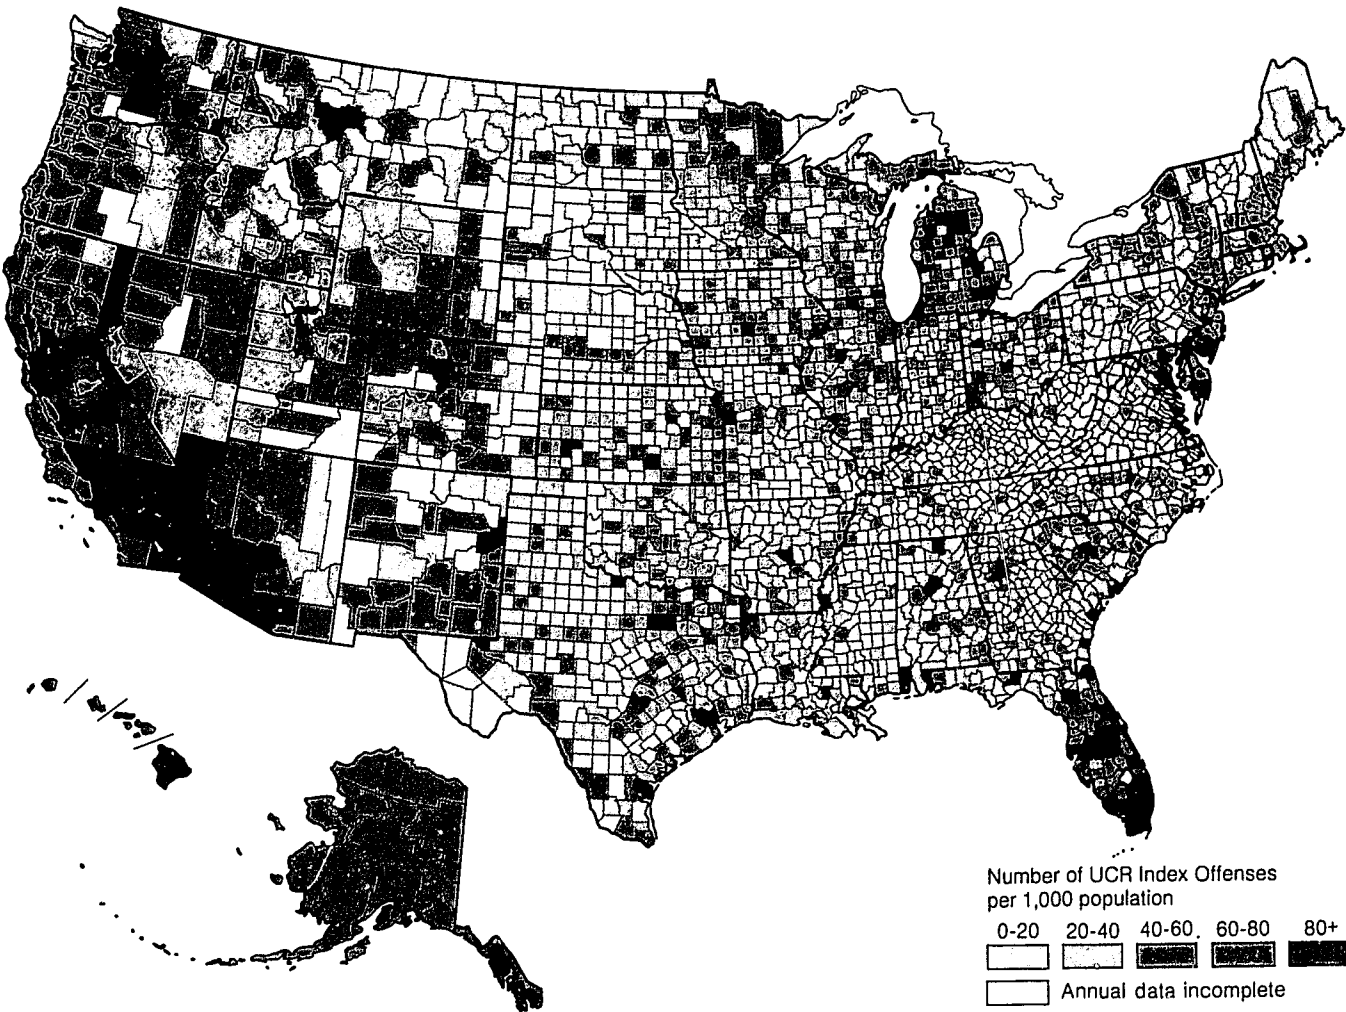 Number of UCR Index Offenses
per 1,000 population
0-20 20-40 40-60 60-80 80+
Annual data incomplete